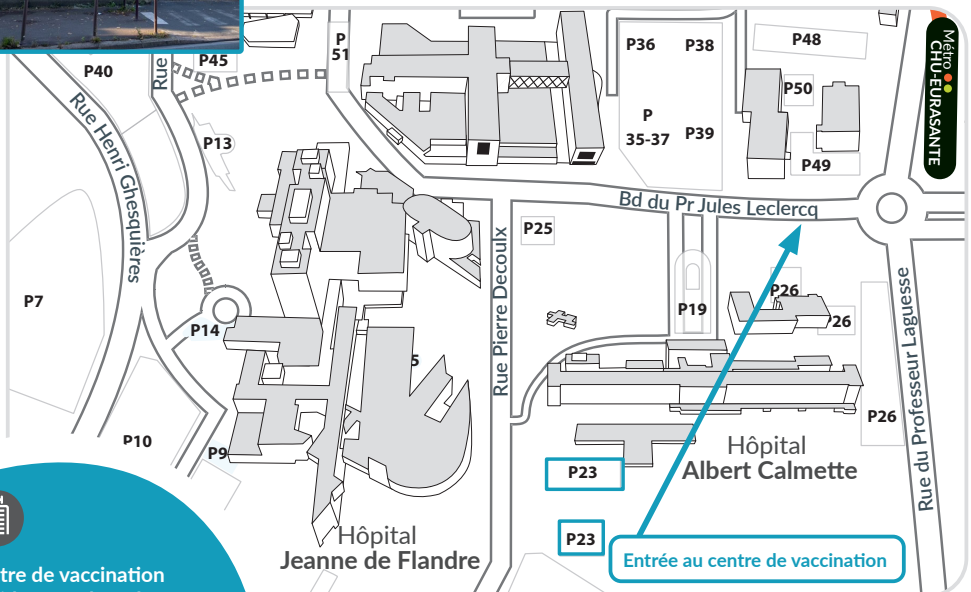 P
51
P36
P38
P48
P40
P45
Rue
Métro
CHU-EURASANTE
P50
P
35-37
P39
P13
P49
Rue Henri Ghesquières
Bd du Pr Jules Leclercq
P25
P7
P14
Rue Pierre Decoulx
P19
P26
26
Rue du Professeur Laguesse
5
P26
P10
P9
Hôpital
Albert Calmette
P23
Hôpital
Jeanne de Flandre
P23
Entrée au centre de vaccination
tre de vaccination